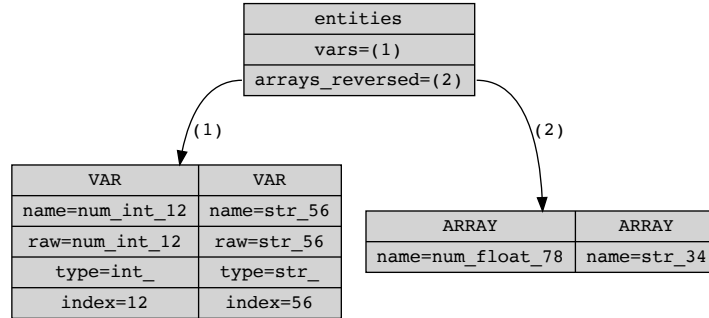 entities
vars=(1)
arrays_reversed=(2)
(1)
(2)
VAR VAR
name=num_int_12 name=str_56
raw=num_int_12 raw=str_56
type=int_ type=str_
index=12 index=56
ARRAY ARRAY
name=num_float_78 name=str_34